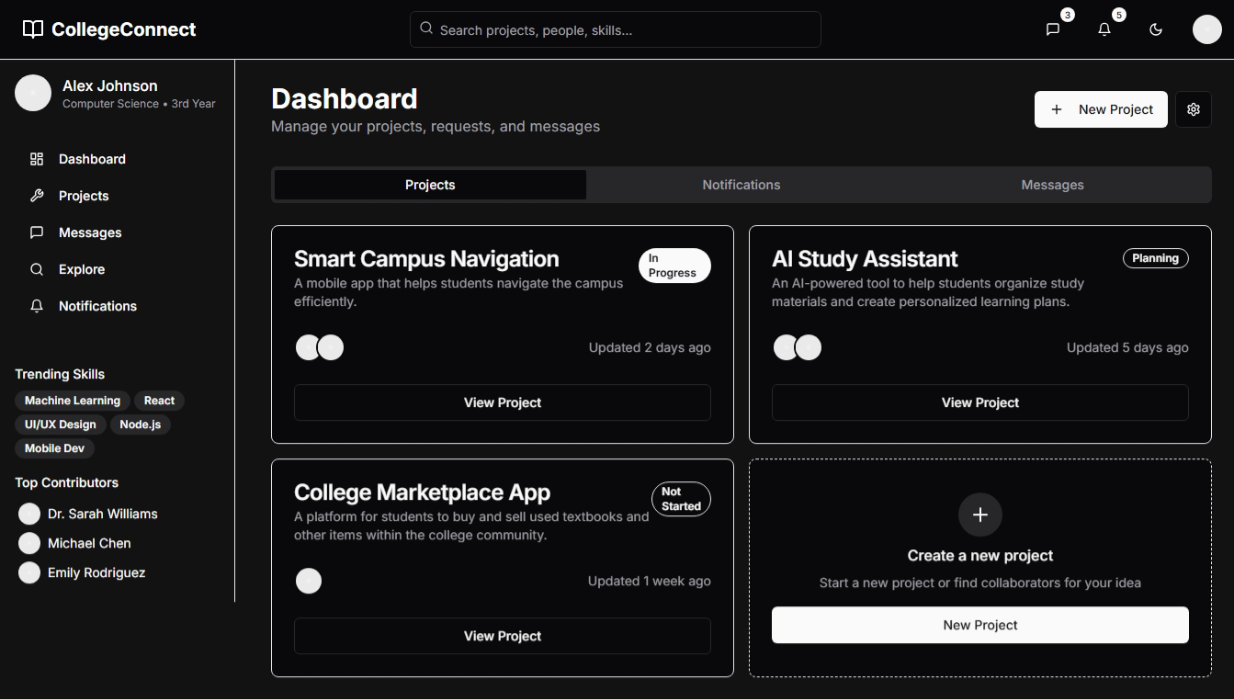 CollegeConnect
Search projects, people, skills...
3
5
Alex Johnson
Computer Science • 3rd Year
Dashboard
Projects
Messages
Explore
Notifications
Trending Skills
Machine Learning
React
UI/UX Design
Node.js
Mobile Dev
Top Contributors
Dr. Sarah Williams
Michael Chen
Emily Rodriguez
Dashboard
Manage your projects, requests, and messages
New Project
Projects
Notifications
Messages
Smart Campus Navigation
In
Progress
A mobile app that helps students navigate the campus
efficiently.
Updated 2 days ago
View Project
AI Study Assistant
Planning
An AI-powered tool to help students organize study
materials and create personalized learning plans.
Updated 5 days ago
View Project
College Marketplace App
Not
Started
A platform for students to buy and sell used textbooks and
other items within the college community.
Updated 1 week ago
View Project
Create a new project
Start a new project or find collaborators for your idea
New Project